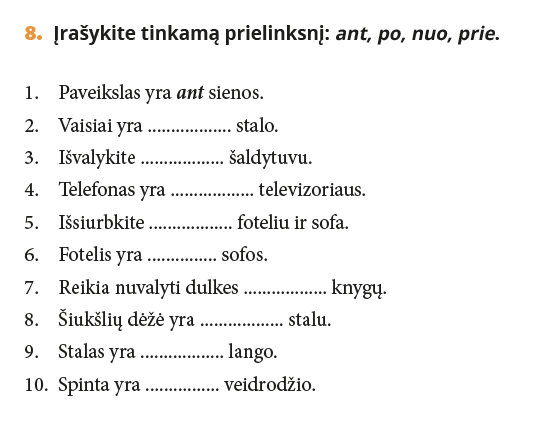 8. Įrašykite tinkamą prielinksnį: ant, po, nuo, prie.
1. Paveikslas yra ant sienos.
2. Vaisiai yra .................. stalo.
3. Išvalykite .................. šaldytuvu.
4. Telefonas yra .................. televizoriaus.
5. Išsiurbkite .................. foteliu ir sofa.
6. Fotelis yra ............... sofos.
7. Reikia nuvalyti dulkes .................. knygų.
8. Šiukšlių dėžė yra .................. stalu.
9. Stalas yra .................. lango.
10. Spinta yra ................ veidrodžio.